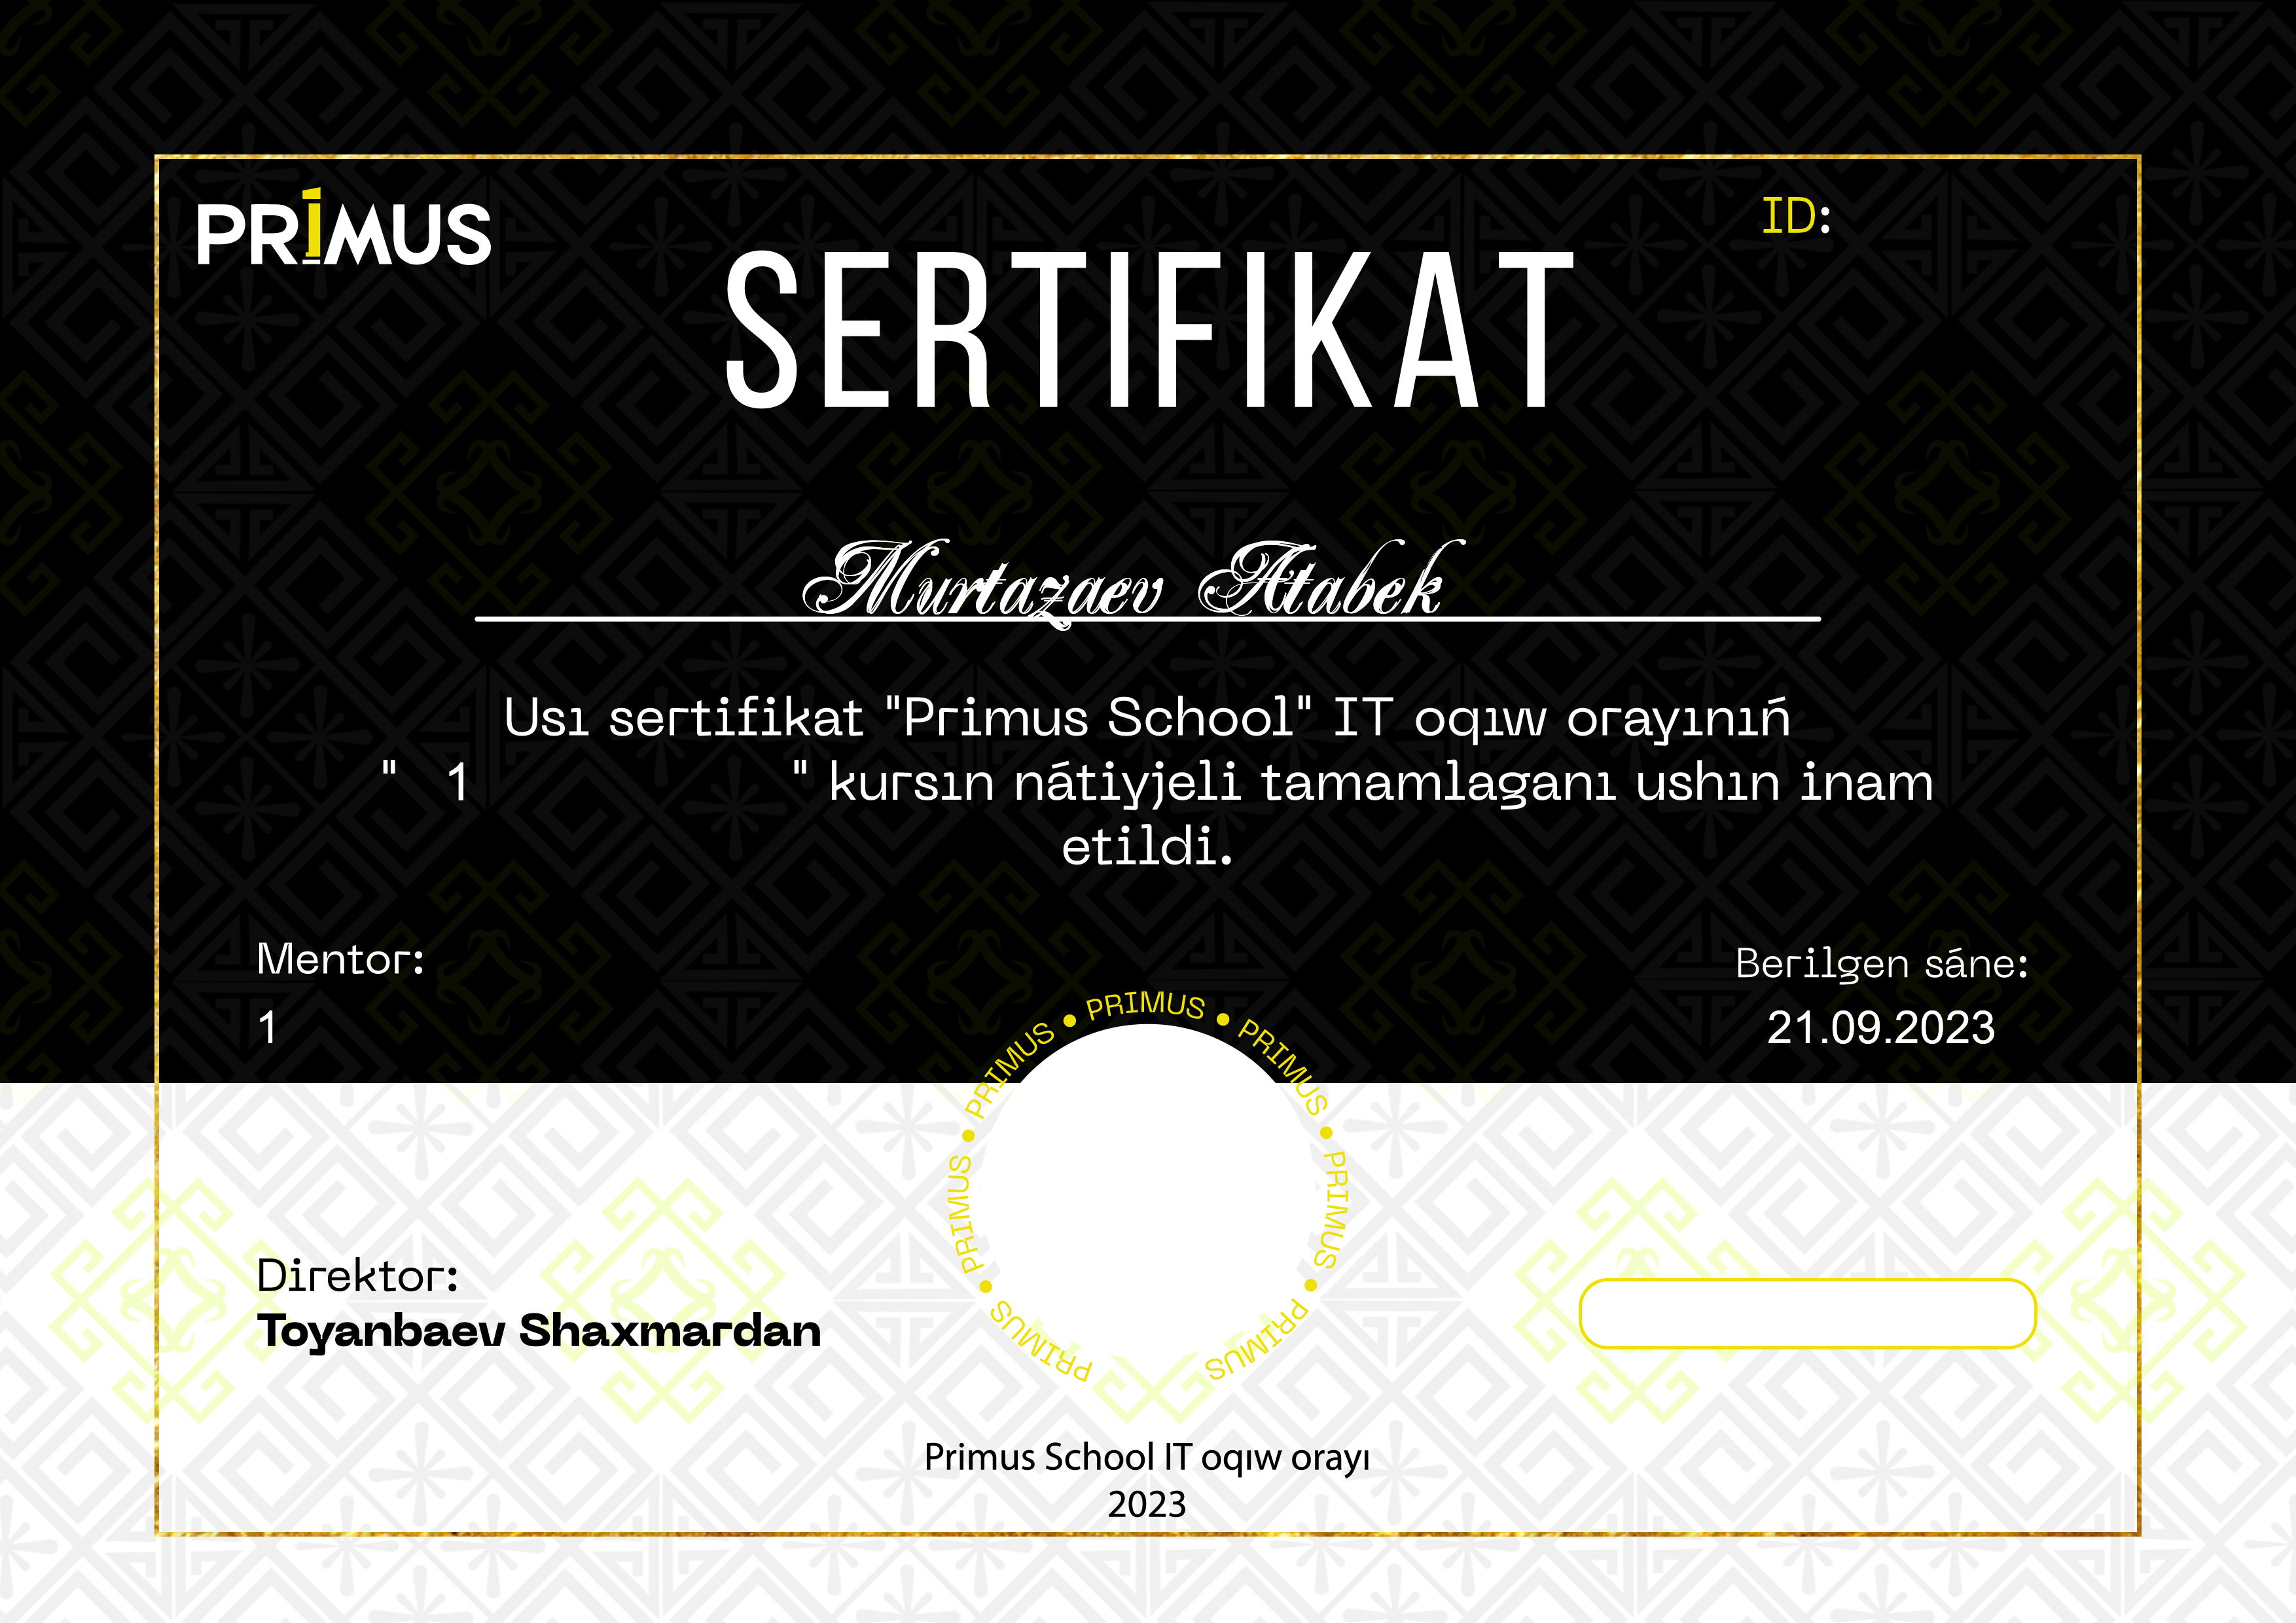 PRIMUS
ID:
SERTIFIKAT
Murtazaev Atabek
Usı sertifikat "Primus School" IT oqıw orayınıń
" 1 " kursın nátiyjeli tamamlaganı ushın inam
etildi.
Mentor:
1
Berilgen sáne:
21.09.2023
PRIMUS • PRIMUS • PRIMUS • PRIMUS • PRIMUS • PRIMUS • PRIMUS
Direktor:
Toyanbaev Shaxmardan
Primus School IT oqıw orayı
2023